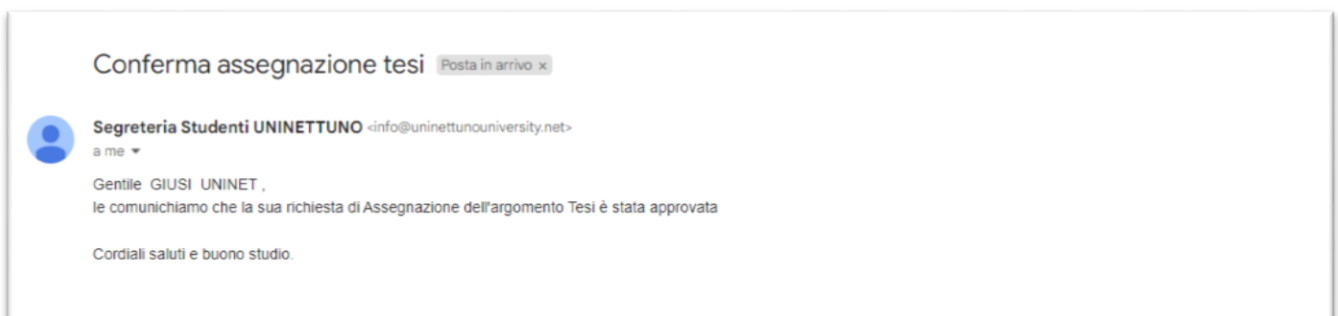 Conferma assegnazione tesi Posta in arrivo ×
Segreteria Studenti UNINETTUNO <info@uninettunouniversity.net>
a me
Gentile GIUSI UNINET ,
le comunichiamo che la sua richiesta di Assegnazione dell'argomento Tesi è stata approvata
Cordiali saluti e buono studio.